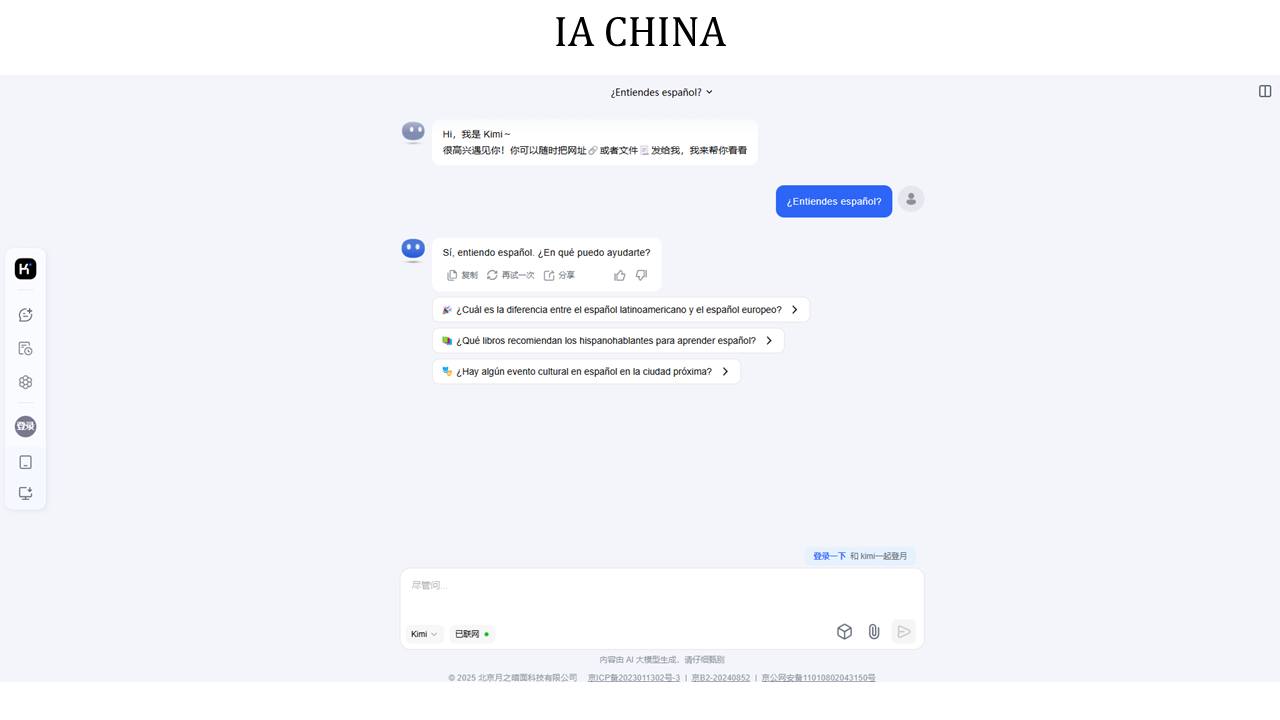 IA CHINA
¿Entiendes español?
Hi，我是 Kimi～
很高兴遇见你！你可以随时把网址🔗或者文件📃发给我，我来帮你看看
¿Entiendes español?
Sí, entiendo español. ¿En qué puedo ayudarte?
复制 再试一次 分享
🎉 ¿Cuál es la diferencia entre el español latinoamericano y el español europeo?
📚 ¿Qué libros recomiendan los hispanohablantes para aprender español?
🎭 ¿Hay algún evento cultural en español en la ciudad próxima?
登录
登录一下 和 kimi一起登月
尽管问...
Kimi 已联网
内容由 AI 大模型生成，请仔细甄别
© 2025 北京月之暗面科技有限公司 京ICP备2023011302号-3 | 京B2-20240852 | 京公网安备11010802043150号